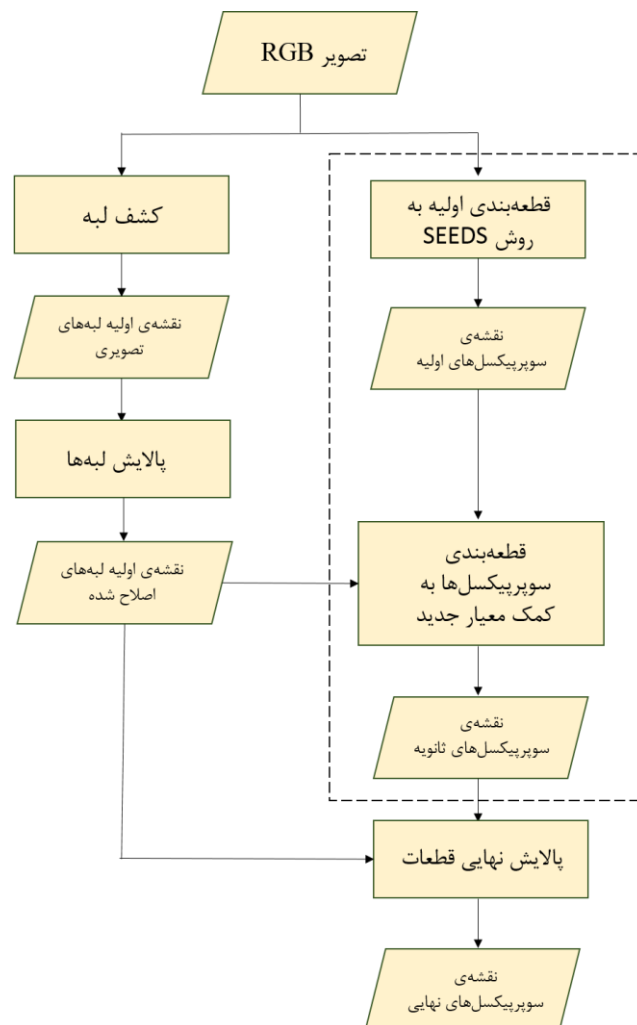 تصویر RGB
کشف لبه
قطعه‌بندی اولیه به
روش SEEDS
نقشه‌ی اولیه لبه‌های
تصویری
نقشه‌ی
سوپرپیکسل‌های اولیه
پالایش لبه‌ها
نقشه‌ی اولیه لبه‌های
اصلاح شده
قطعه‌بندی
سوپرپیکسل‌ها به
کمک معیار جدید
نقشه‌ی
سوپرپیکسل‌های ثانویه
پالایش نهایی قطعات
نقشه‌ی
سوپرپیکسل‌های نهایی